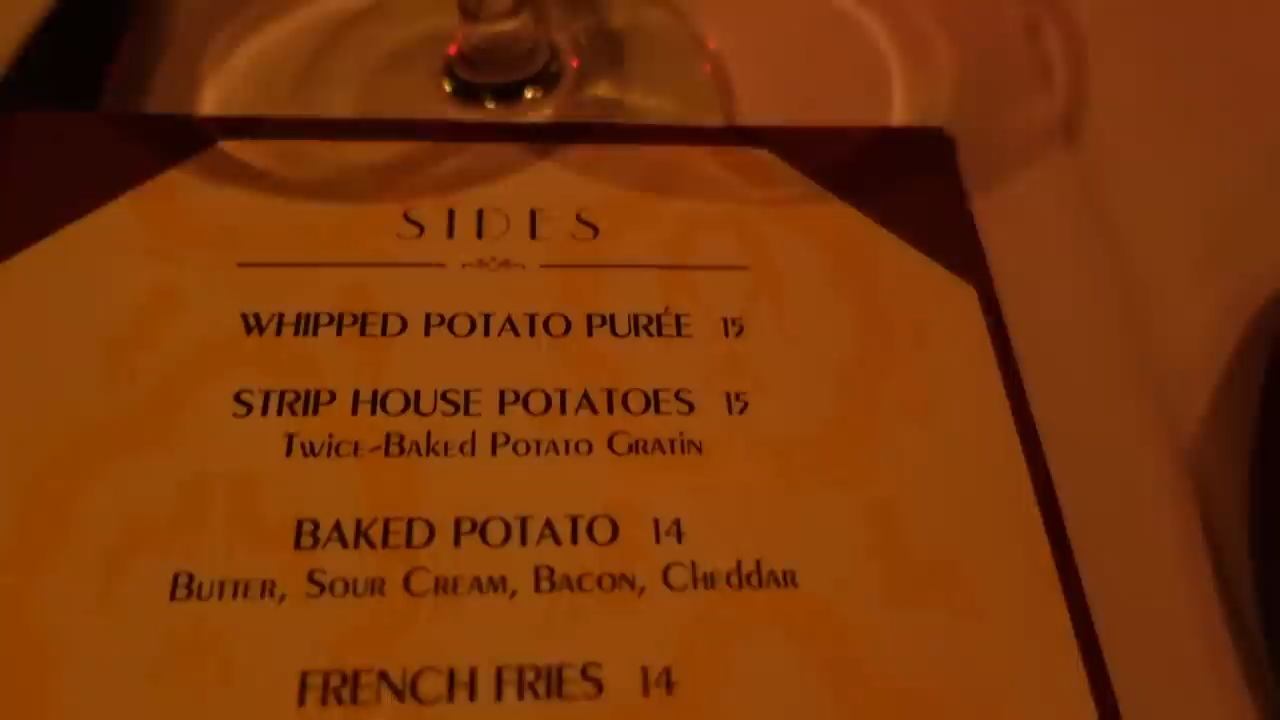 SIDES
WHIPPED POTATO PURÉE 15
STRIP HOUSE POTATOES 15
Twice-Baked Potato Gratin
BAKED POTATO 14
Butter, Sour Cream, Bacon, Cheddar
FRENCH FRIES 14